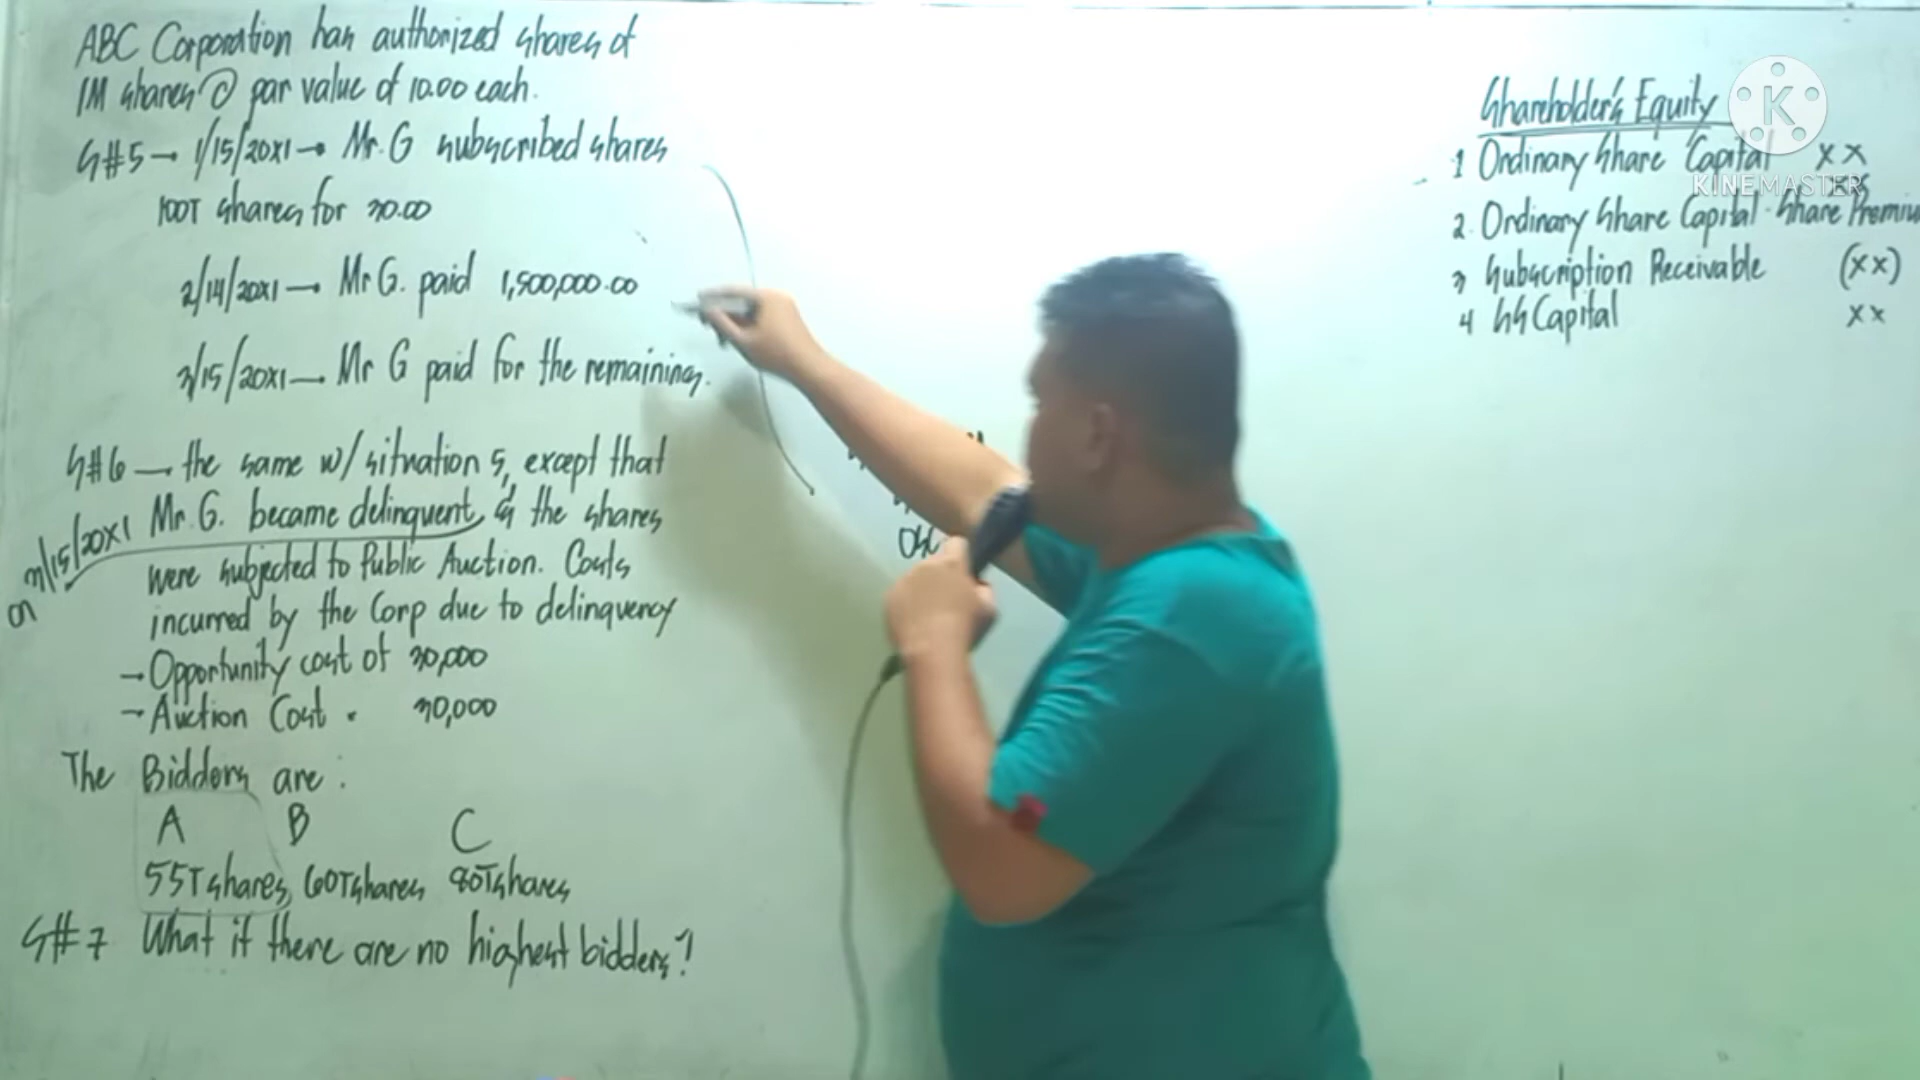 ABC Corporation has authorized shares of
1M shares @ par value of 10.00 each.
S#5 → 1/15/20X1 → Mr. G subscribed shares
100T shares for 30.00
2/14/20X1 → Mr G. paid 1,500,000.00
3/15/20X1 — Mr G paid for the remaining.
S#6 → the same w/ situation 5, except that
on 3/15/20X1 Mr. G. became delinquent & the shares
were subjected to Public Auction. Costs
incurred by the Corp due to delinquency
→ Opportunity cost of 30,000
→ Auction Cost. 30,000
The Bidders are:
A B C
55T shares, 60T shares 80T shares
S#7 What if there are no highest bidders?
OSC
Shareholder's Equity
1 Ordinary Share Capital XX
2. Ordinary Share Capital - Share Premiu
3 Subscription Receivable (XX)
4 SS Capital XX
K
KINEMASTER